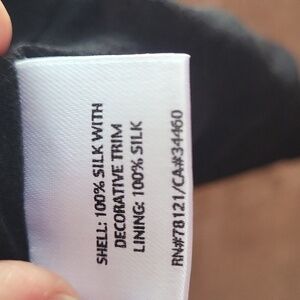 SHELL: 100% SILK WITH
DECORATIVE TRIM
LINING: 100% SILK
RN#78121/CA#34460